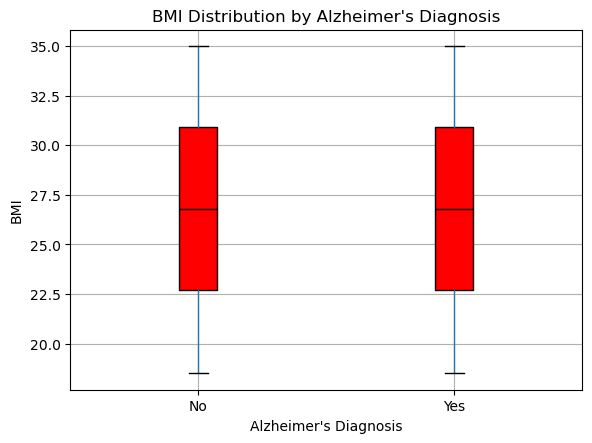 BMI Distribution by Alzheimer's Diagnosis
35.0
32.5
30.0
27.5
25.0
22.5
20.0
BMI
No
Yes
Alzheimer's Diagnosis